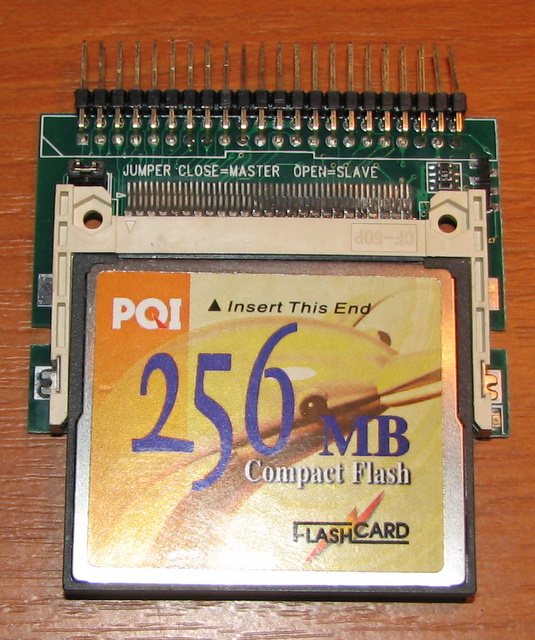 JUMPER CLOSE=MASTER OPEN=SLAVE
CF-50P
PQI
▲ Insert This End
256 MB
Compact Flash
FLASHCARD